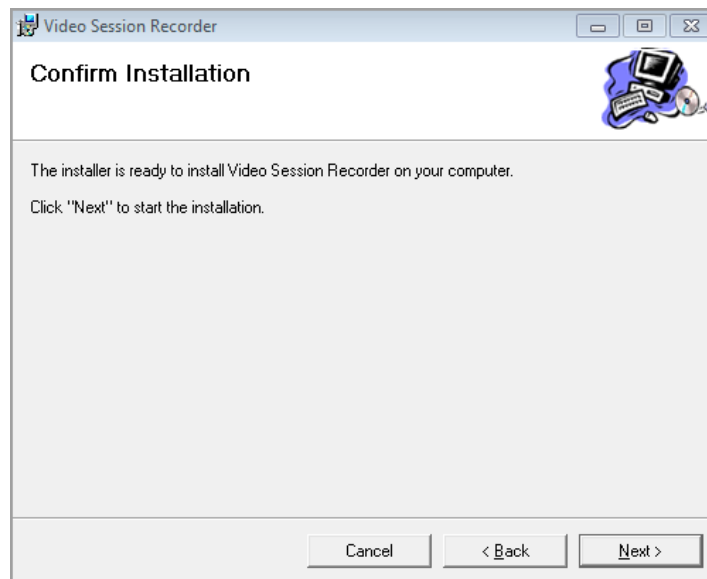 Video Session Recorder
Confirm Installation
The installer is ready to install Video Session Recorder on your computer.
Click "Next" to start the installation.
Cancel
< Back
Next >